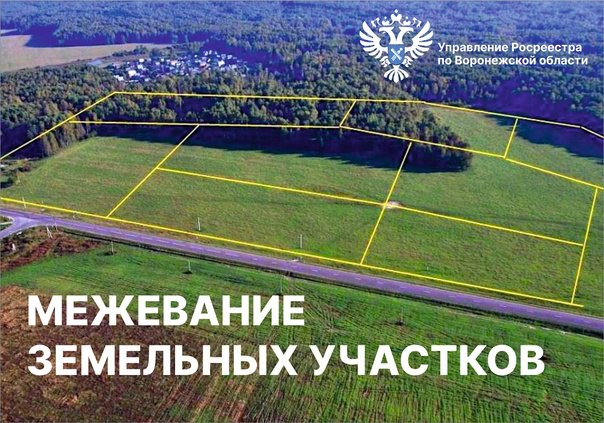 Управление Росреестра
по Воронежской области
МЕЖЕВАНИЕ
ЗЕМЕЛЬНЫХ УЧАСТКОВ